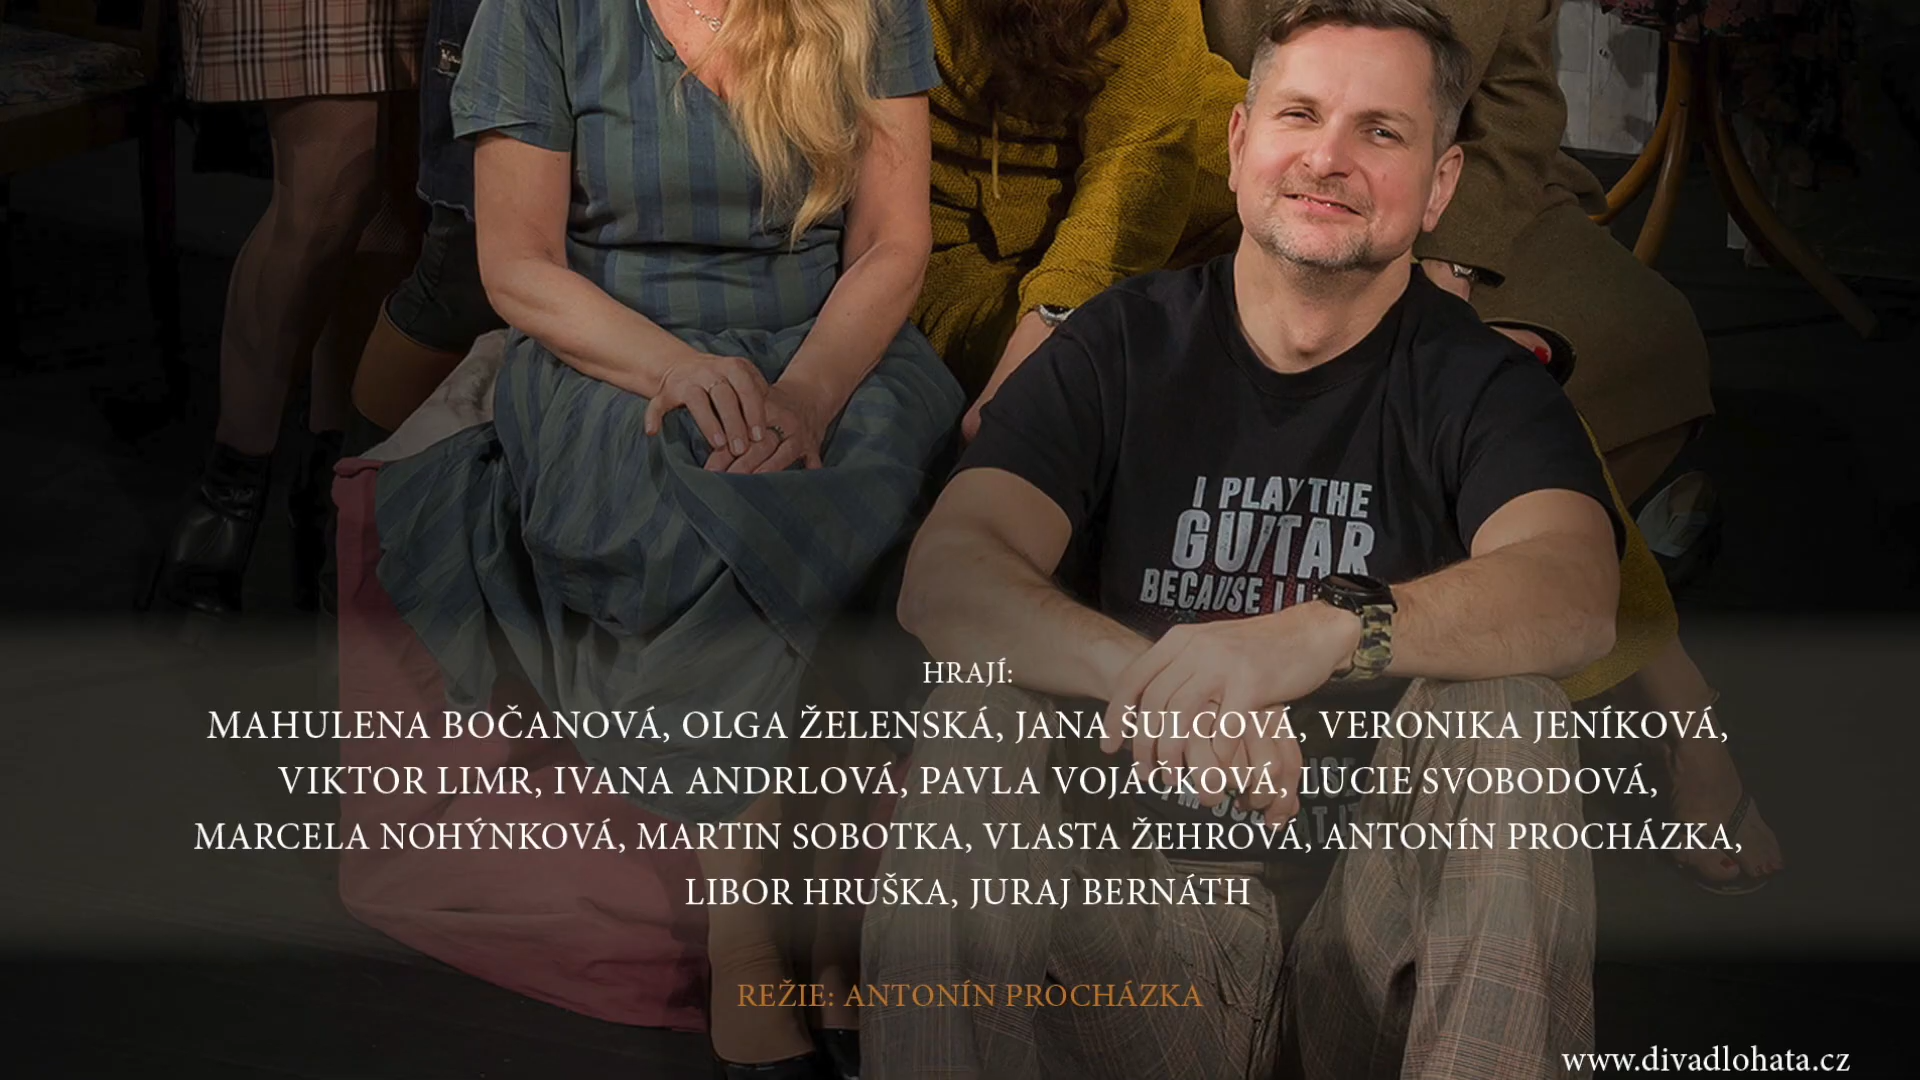 I PLAY THE
GUITAR
BECAUSE I
HRAJÍ:
MAHULENA BOČANOVÁ, OLGA ŽELENSKÁ, JANA ŠULCOVÁ, VERONIKA JENÍKOVÁ,
VIKTOR LIMR, IVANA ANDRLOVÁ, PAVLA VOJÁČKOVÁ, LUCIE SVOBODOVÁ,
MARCELA NOHÝNKOVÁ, MARTIN SOBOTKA, VLASTA ŽEHROVÁ, ANTONÍN PROCHÁZKA,
LIBOR HRUŠKA, JURAJ BERNÁTH
REŽIE: ANTONÍN PROCHÁZKA
www.divadlohata.cz